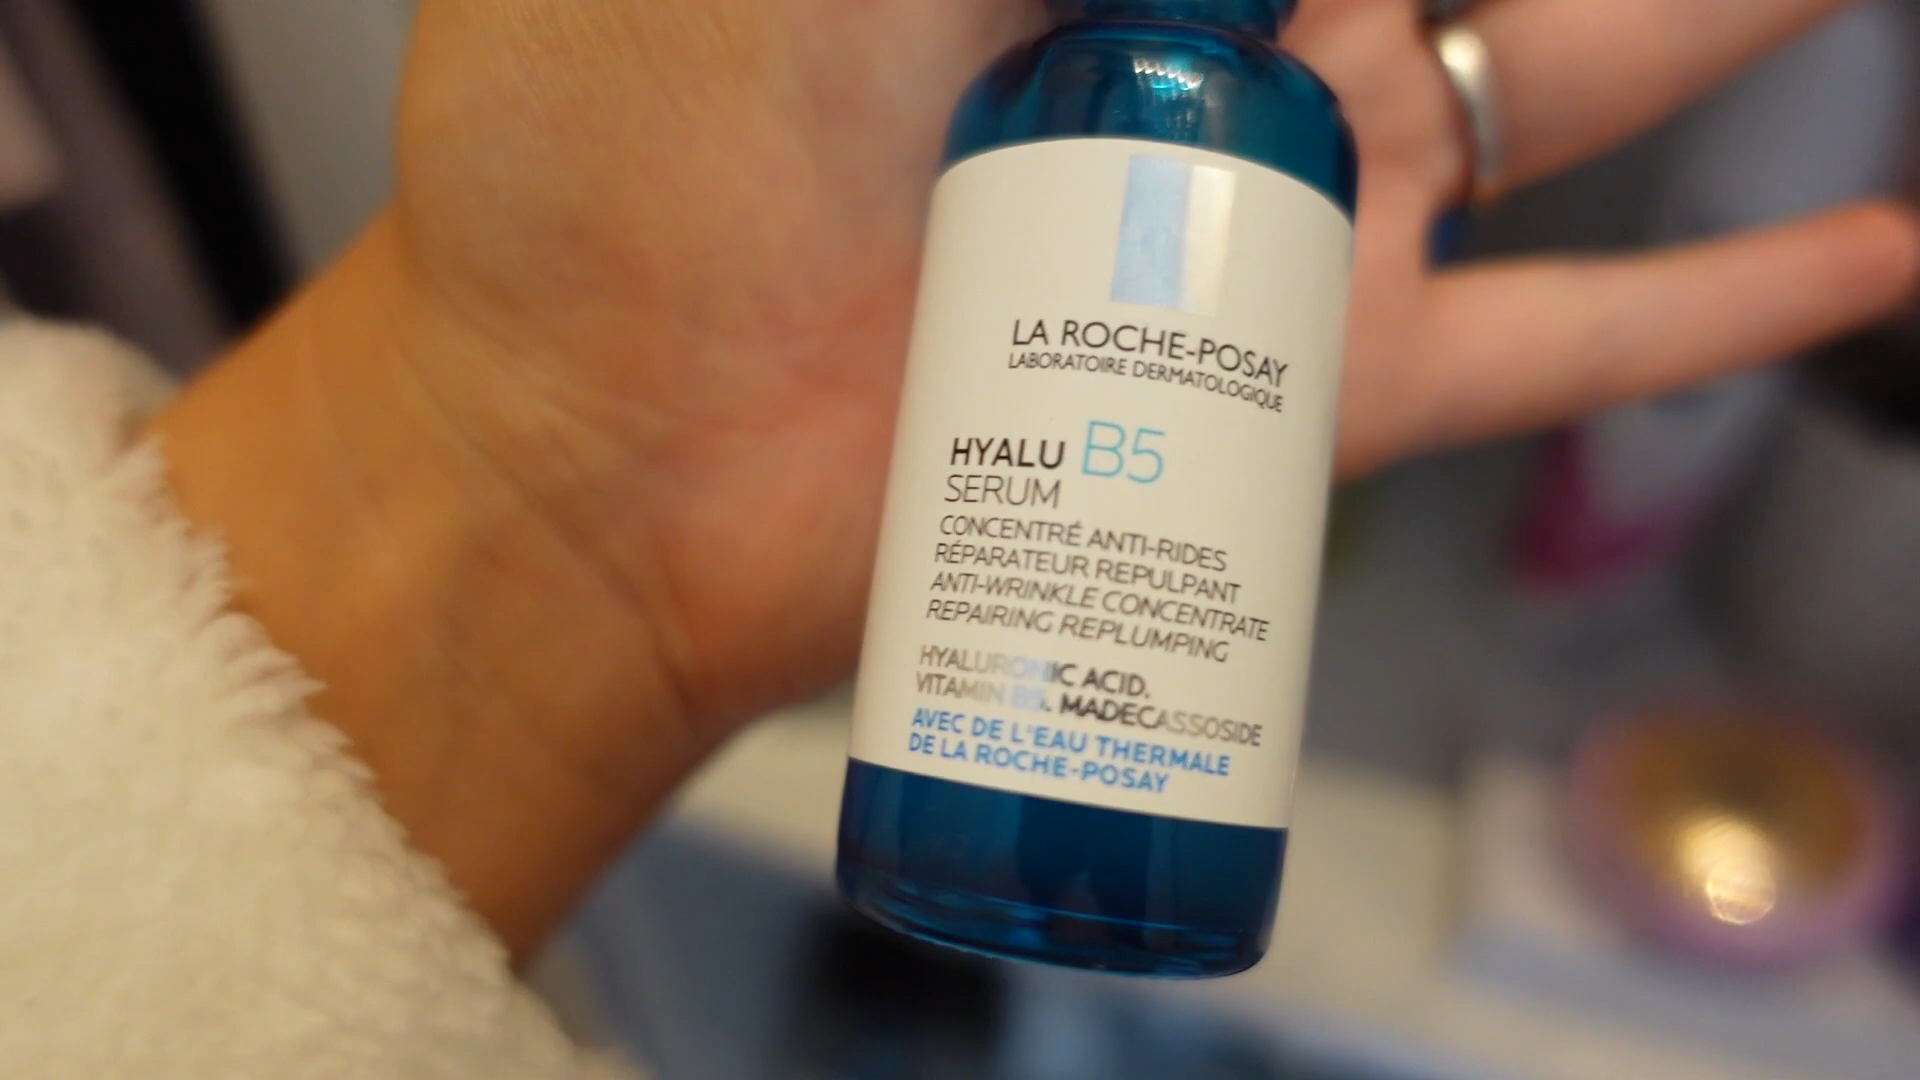 LA ROCHE-POSAY
LABORATOIRE DERMATOLOGIQUE
HYALU B5
SERUM
CONCENTRÉ ANTI-RIDES
RÉPARATEUR REPULPANT
ANTI-WRINKLE CONCENTRATE
REPAIRING REPLUMPING
HYALURONIC ACID.
VITAMIN B5. MADECASSOSIDE
AVEC DE L'EAU THERMALE
DE LA ROCHE-POSAY